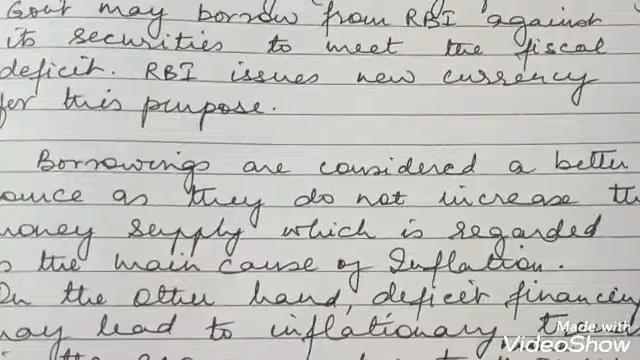 Govt may borrow from RBI against
its securities to meet the fiscal
deficit. RBI issues new currency
for this purpose.
Borrowings are considered a better
ource as they do not increase th
money supply which is regarded
s the main cause of Inflation.
On the other hand, deficit financing
may lead to inflationary
Made with
VideoShow